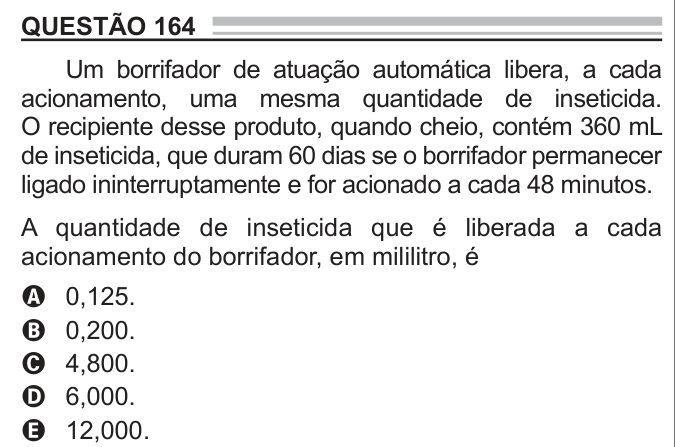 QUESTÃO 164
Um borrifador de atuação automática libera, a cada
acionamento, uma mesma quantidade de inseticida.
O recipiente desse produto, quando cheio, contém 360 mL
de inseticida, que duram 60 dias se o borrifador permanecer
ligado ininterruptamente e for acionado a cada 48 minutos.
A quantidade de inseticida que é liberada a cada
acionamento do borrifador, em mililitro, é
A 0,125.
B 0,200.
C 4,800.
D 6,000.
E 12,000.